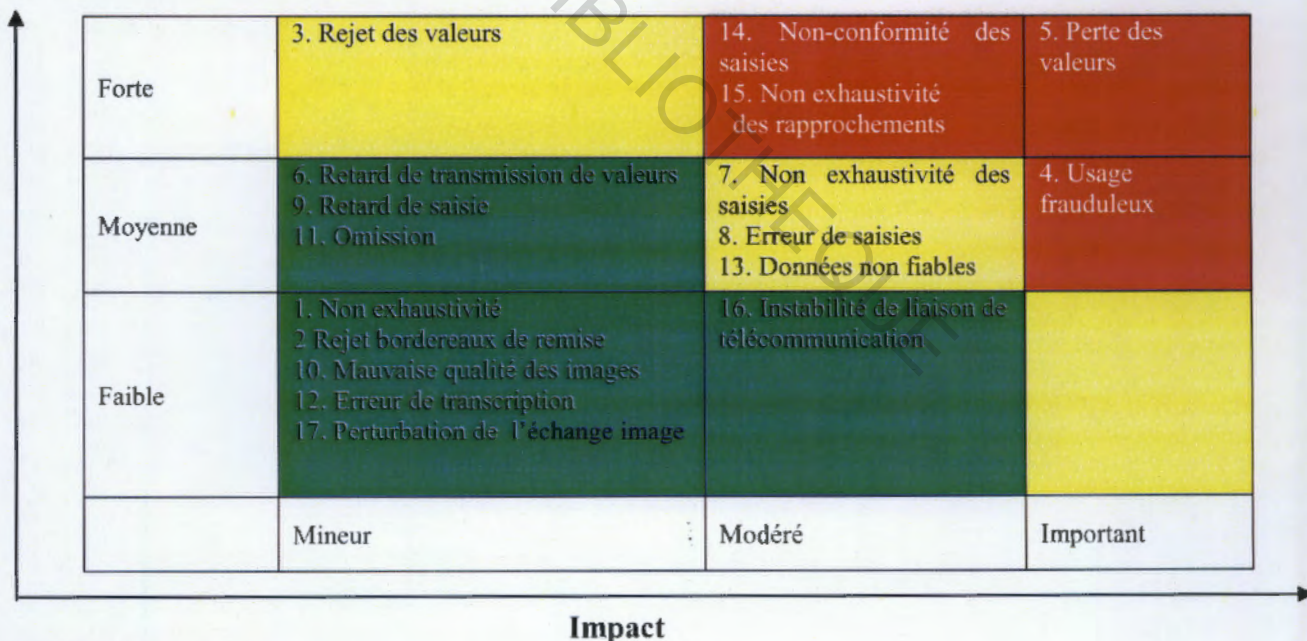 3. Rejet des valeurs
14. Non-conformité des
saisies
15. Non exhaustivité
des rapprochements
5. Perte des
valeurs
Forte
6. Retard de transmission de valeurs
9. Retard de saisie
11. Omission
7. Non exhaustivité des
saisies
8. Erreur de saisies
13. Données non fiables
4. Usage
frauduleux
Moyenne
1. Non exhaustivité
2 Rejet bordereaux de remise
10. Mauvaise qualité des images
12. Erreur de transcription
17. Perturbation de l'échange image
16. Instabilité de liaison de
télécommunication
Faible
Mineur
Modéré
Important
Impact
BIBLIOTHEQUE